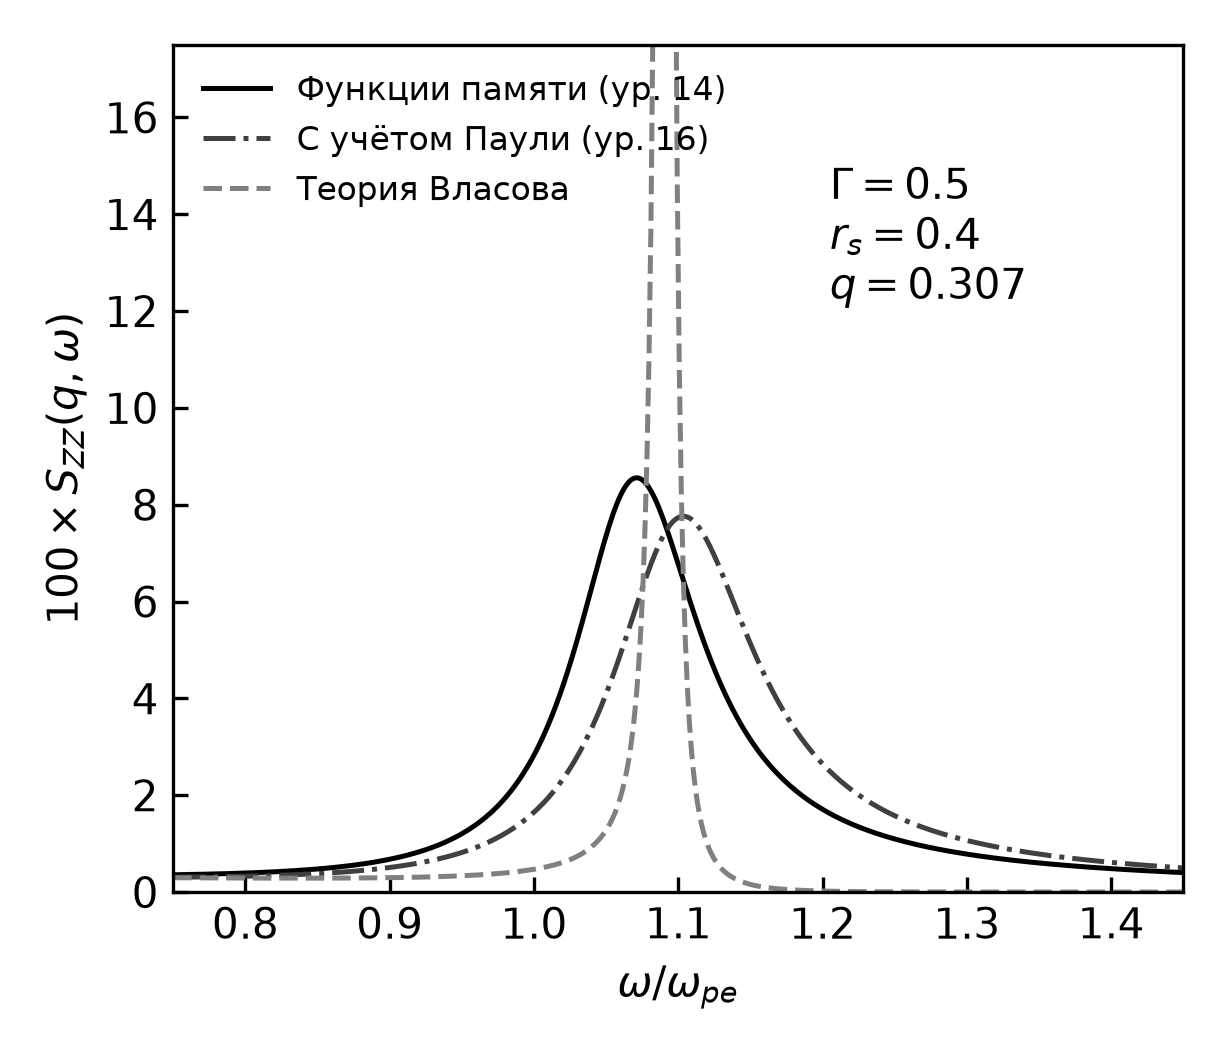 Функции памяти (ур. 14)
С учётом Паули (ур. 16)
Теория Власова
Γ = 0.5
r_s = 0.4
q = 0.307
100 × S_ZZ(q, ω)
16
14
12
10
8
6
4
2
0
0.8 0.9 1.0 1.1 1.2 1.3 1.4
ω/ω_pe